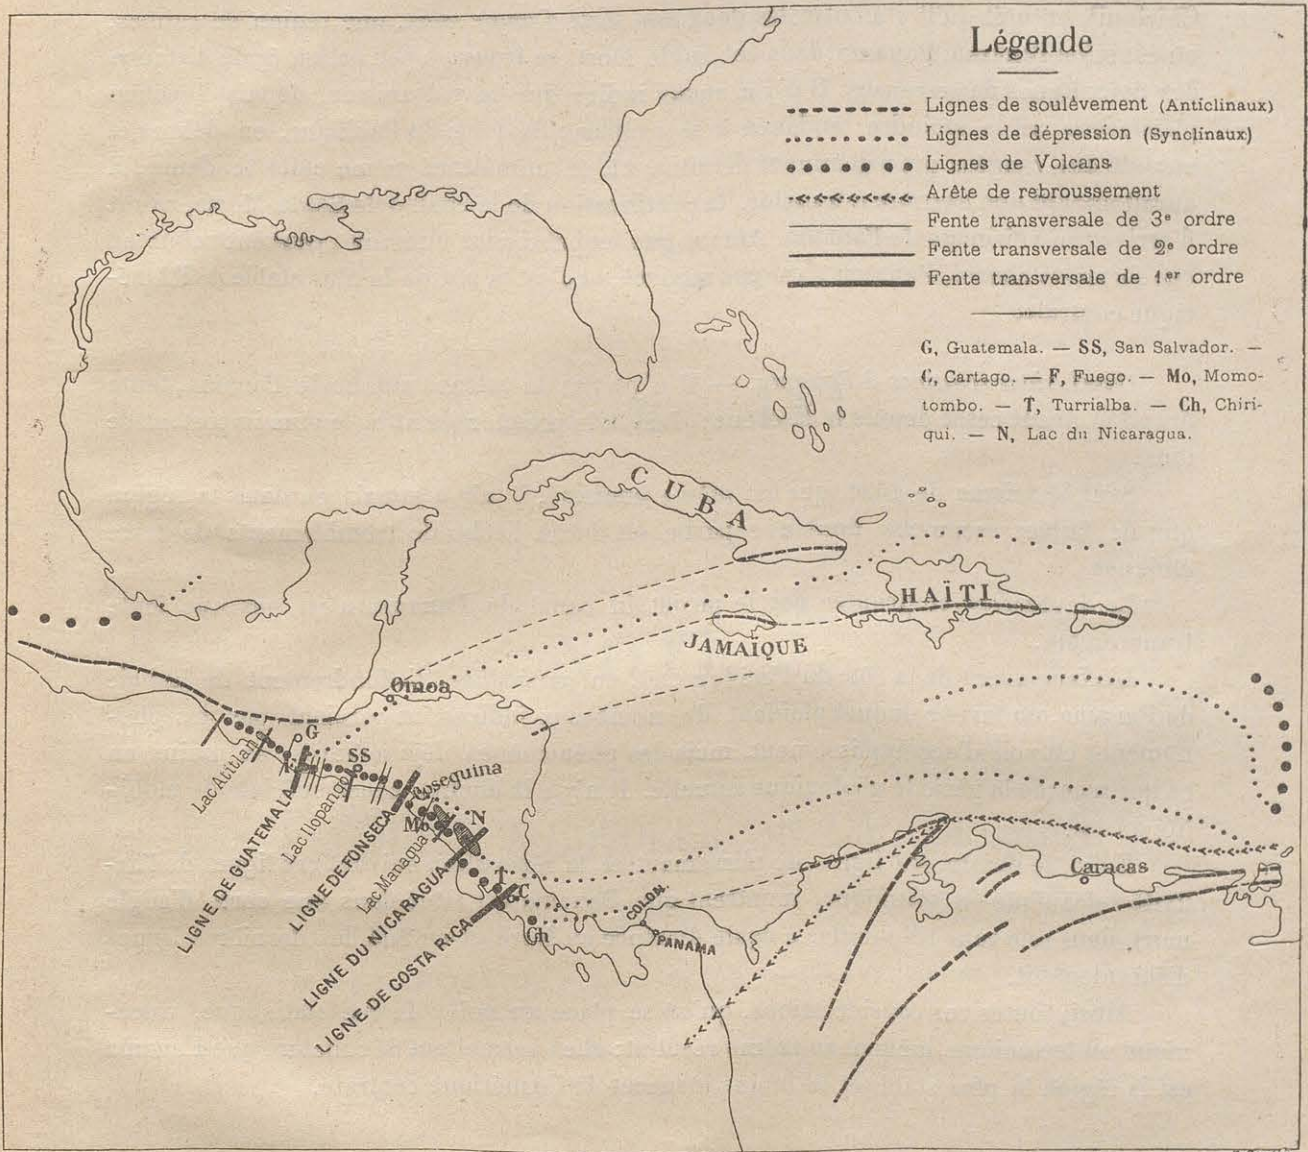 Légende
Lignes de soulèvement (Anticlinaux)
Lignes de dépression (Synclinaux)
Lignes de Volcans
Arête de rebroussement
Fente transversale de 3e ordre
Fente transversale de 2e ordre
Fente transversale de 1er ordre
G, Guatemala. — SS, San Salvador. —
C, Cartago. — F, Fuego. — Mo, Momo-
tombo. — T, Turrialba. — Ch, Chiri-
qui. — N, Lac du Nicaragua.
CUBA
HAÏTI
JAMAÏQUE
Omoa
G
Lac Atitlan
F
SS
Lac Ilopango
Coseguina
Mo
N
Lac Managua
T
C
Ch
COLON
PANAMA
Caracas
LIGNE DE GUATEMALA
LIGNE DE FONSECA
LIGNE DU NICARAGUA
LIGNE DE COSTA RICA